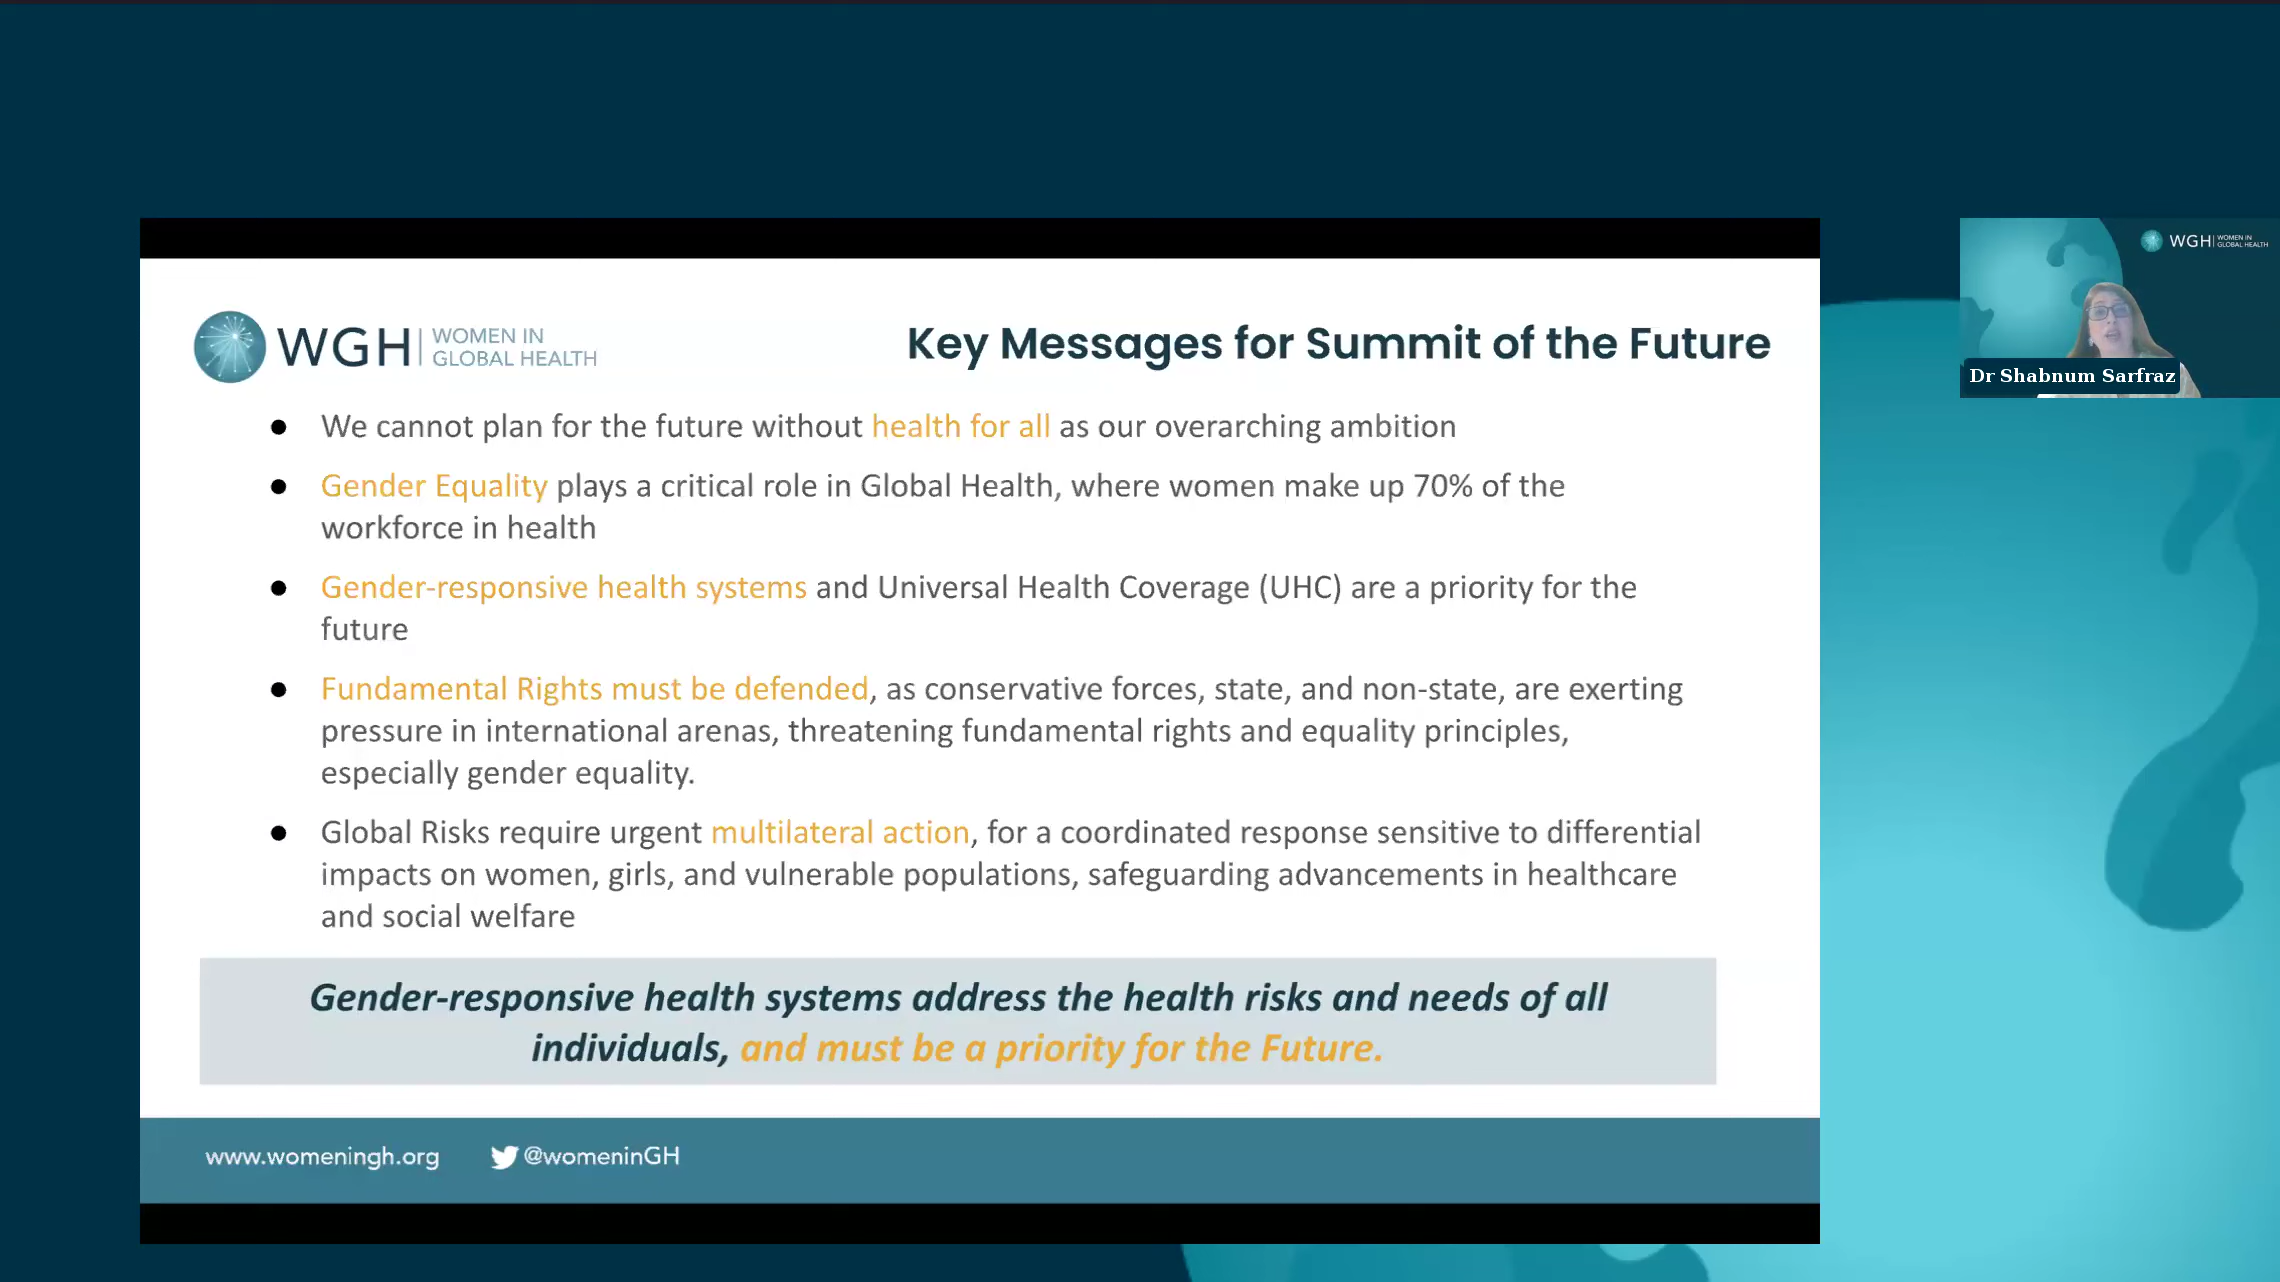 WGH | WOMEN IN
GLOBAL HEALTH
Key Messages for Summit of the Future
● We cannot plan for the future without health for all as our overarching ambition
● Gender Equality plays a critical role in Global Health, where women make up 70% of the
workforce in health
● Gender-responsive health systems and Universal Health Coverage (UHC) are a priority for the
future
● Fundamental Rights must be defended, as conservative forces, state, and non-state, are exerting
pressure in international arenas, threatening fundamental rights and equality principles,
especially gender equality.
● Global Risks require urgent multilateral action, for a coordinated response sensitive to differential
impacts on women, girls, and vulnerable populations, safeguarding advancements in healthcare
and social welfare
Gender-responsive health systems address the health risks and needs of all
individuals, and must be a priority for the Future.
www.womeningh.org @womeninGH
WGH | WOMEN IN
GLOBAL HEALTH
Dr Shabnum Sarfraz